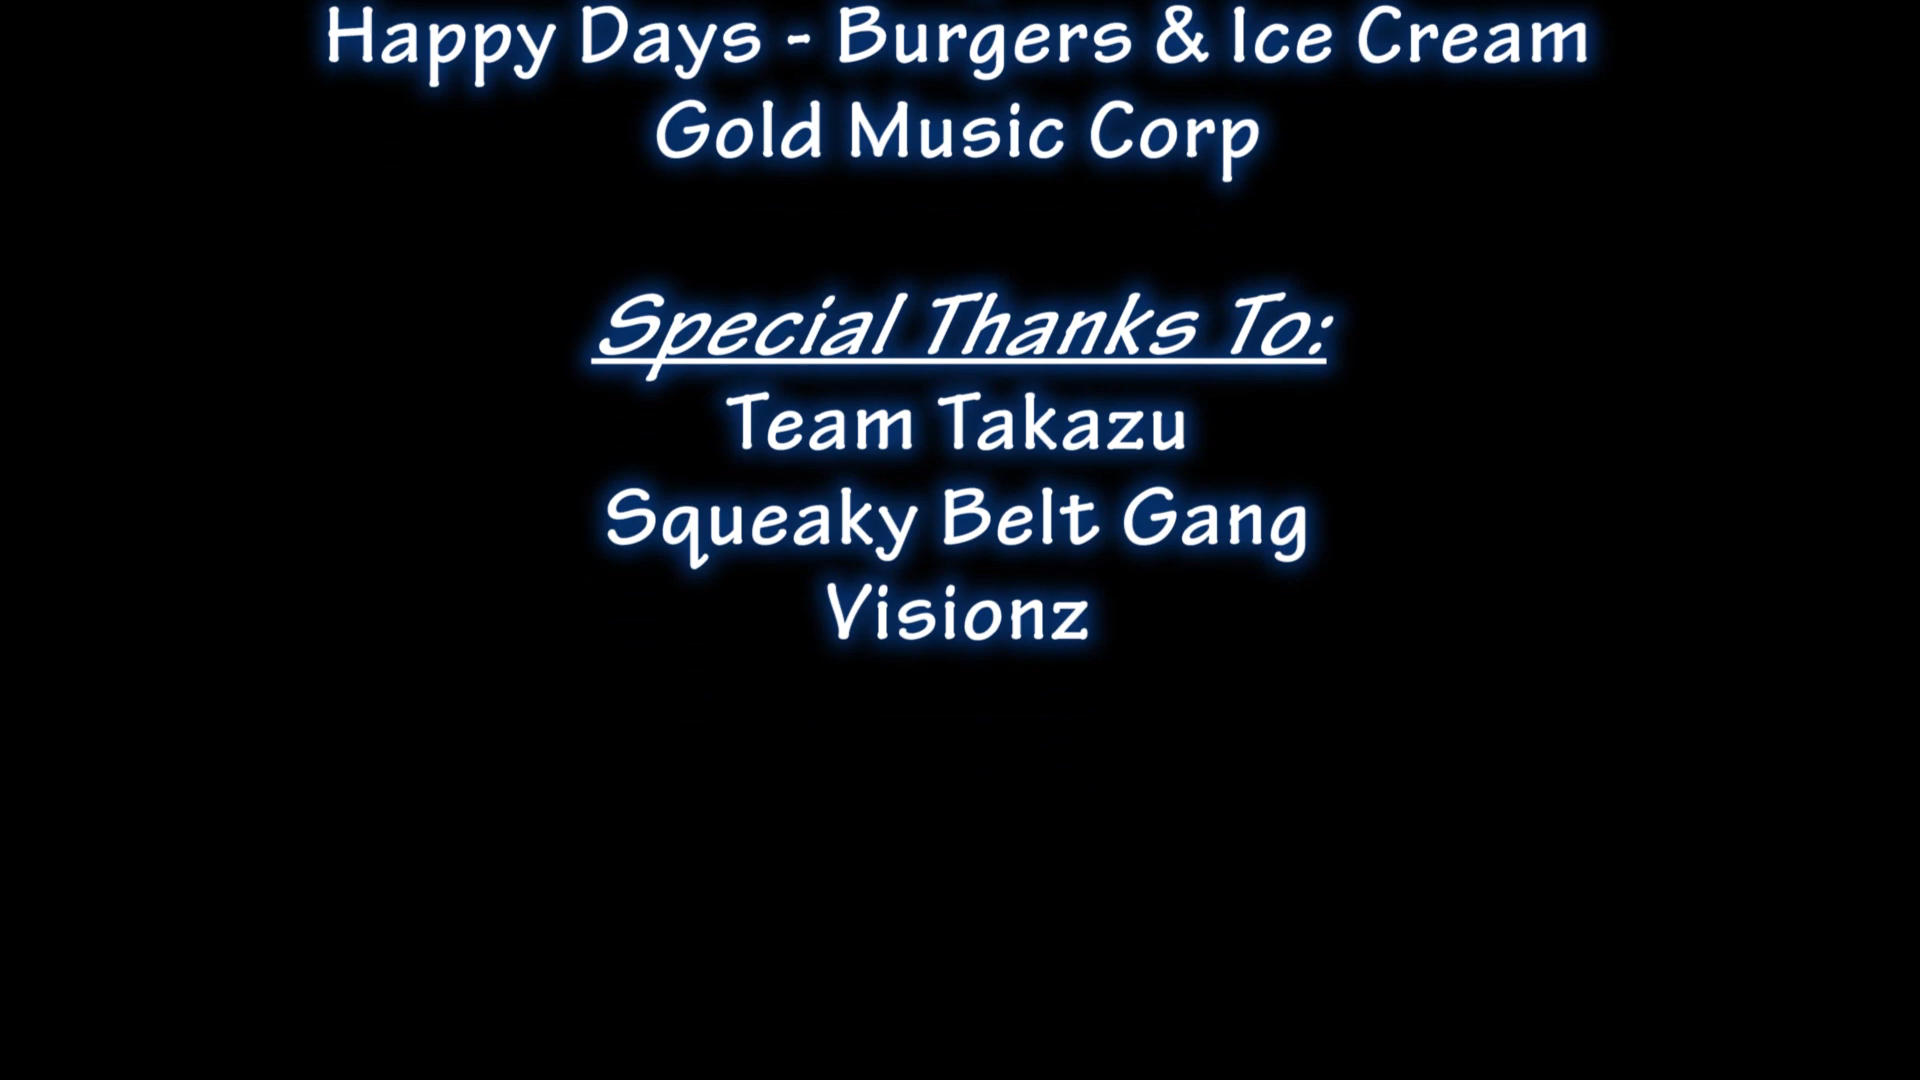 Happy Days - Burgers & Ice Cream
Gold Music Corp
Special Thanks To:
Team Takazu
Squeaky Belt Gang
Visionz